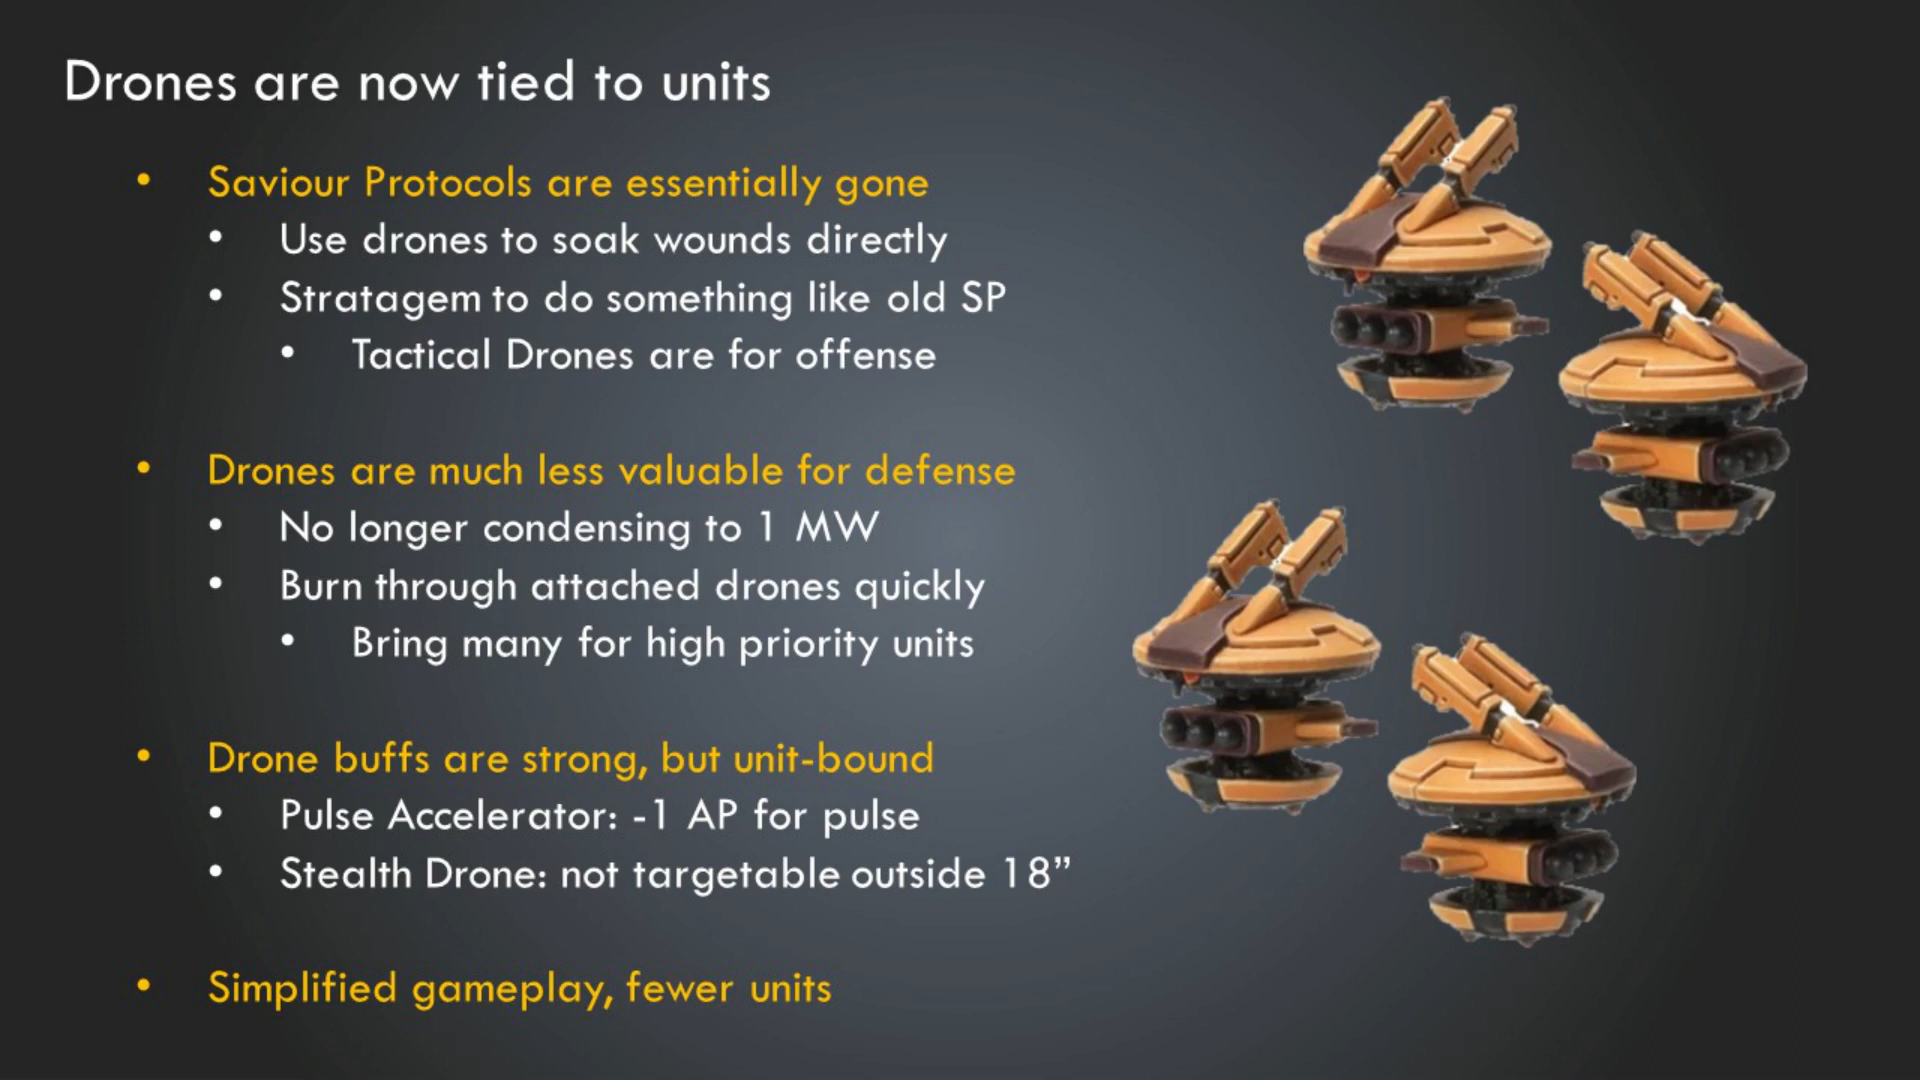 Drones are now tied to units
• Saviour Protocols are essentially gone
• Use drones to soak wounds directly
• Stratagem to do something like old SP
• Tactical Drones are for offense
• Drones are much less valuable for defense
• No longer condensing to 1 MW
• Burn through attached drones quickly
• Bring many for high priority units
• Drone buffs are strong, but unit-bound
• Pulse Accelerator: -1 AP for pulse
• Stealth Drone: not targetable outside 18”
• Simplified gameplay, fewer units